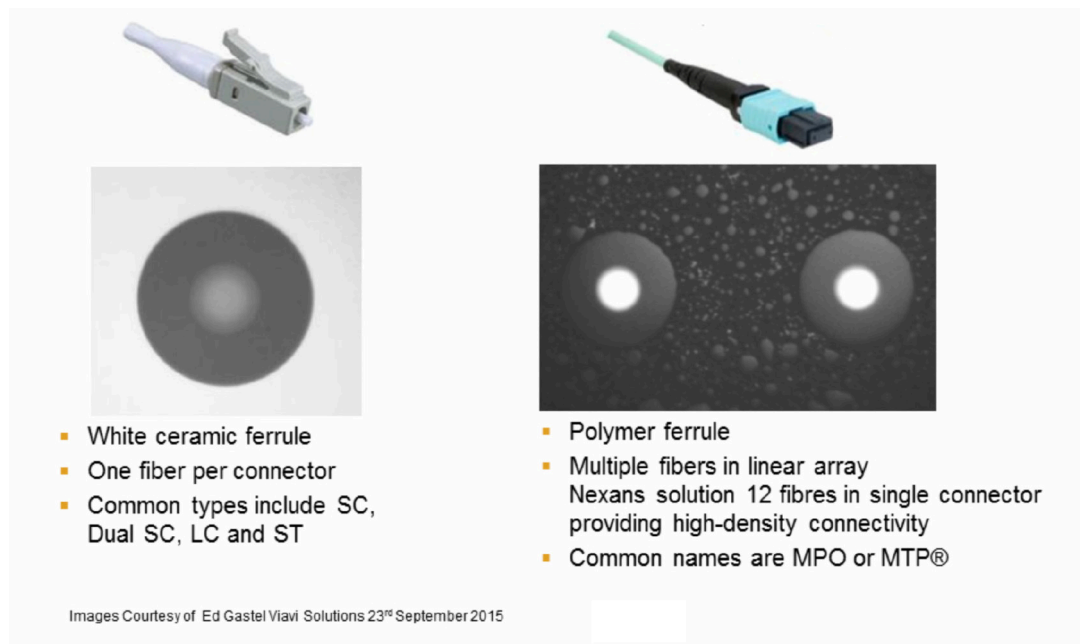 White ceramic ferrule
One fiber per connector
Common types include SC,
Dual SC, LC and ST
Polymer ferrule
Multiple fibers in linear array
Nexans solution 12 fibres in single connector
providing high-density connectivity
Common names are MPO or MTP®
Images Courtesy of Ed Gastel Viavi Solutions 23rd September 2015